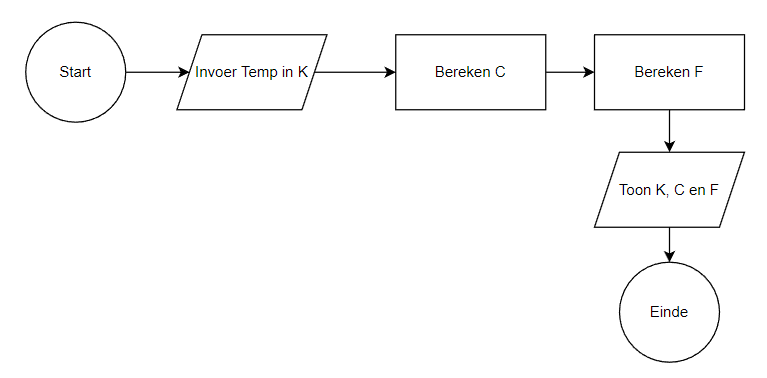 Start
Invoer Temp in K
Bereken C
Bereken F
Toon K, C en F
Einde